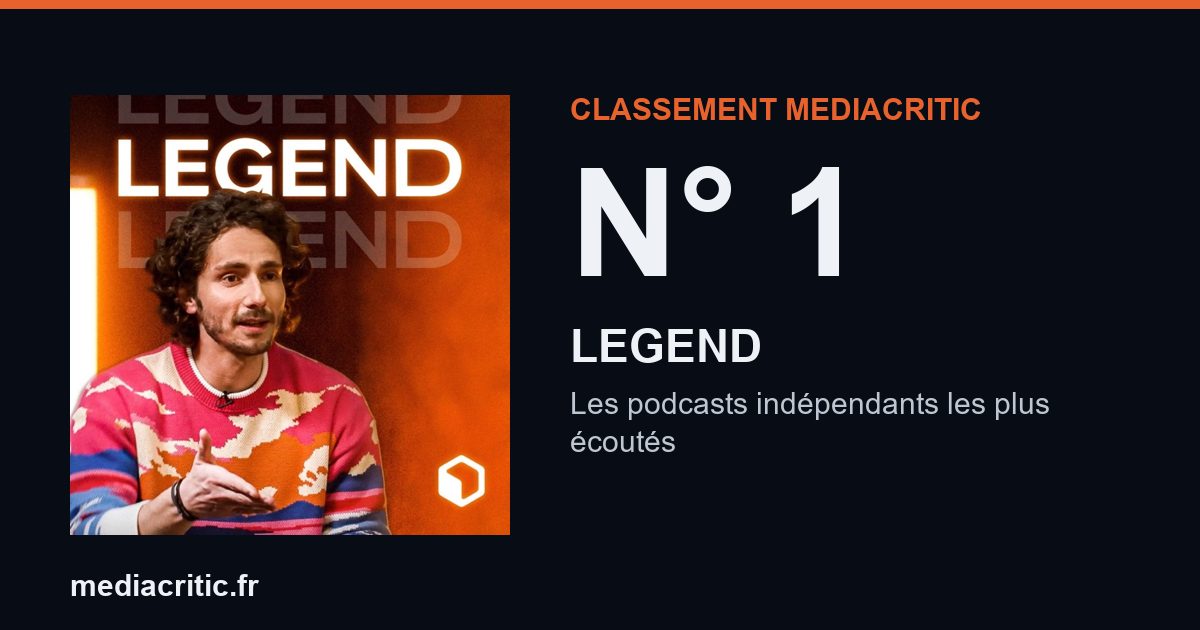 LEGEND
LEGEND
LEGEND
CLASSEMENT MEDIACRITIC
N° 1
LEGEND
Les podcasts indépendants les plus
écoutés
mediacritic.fr